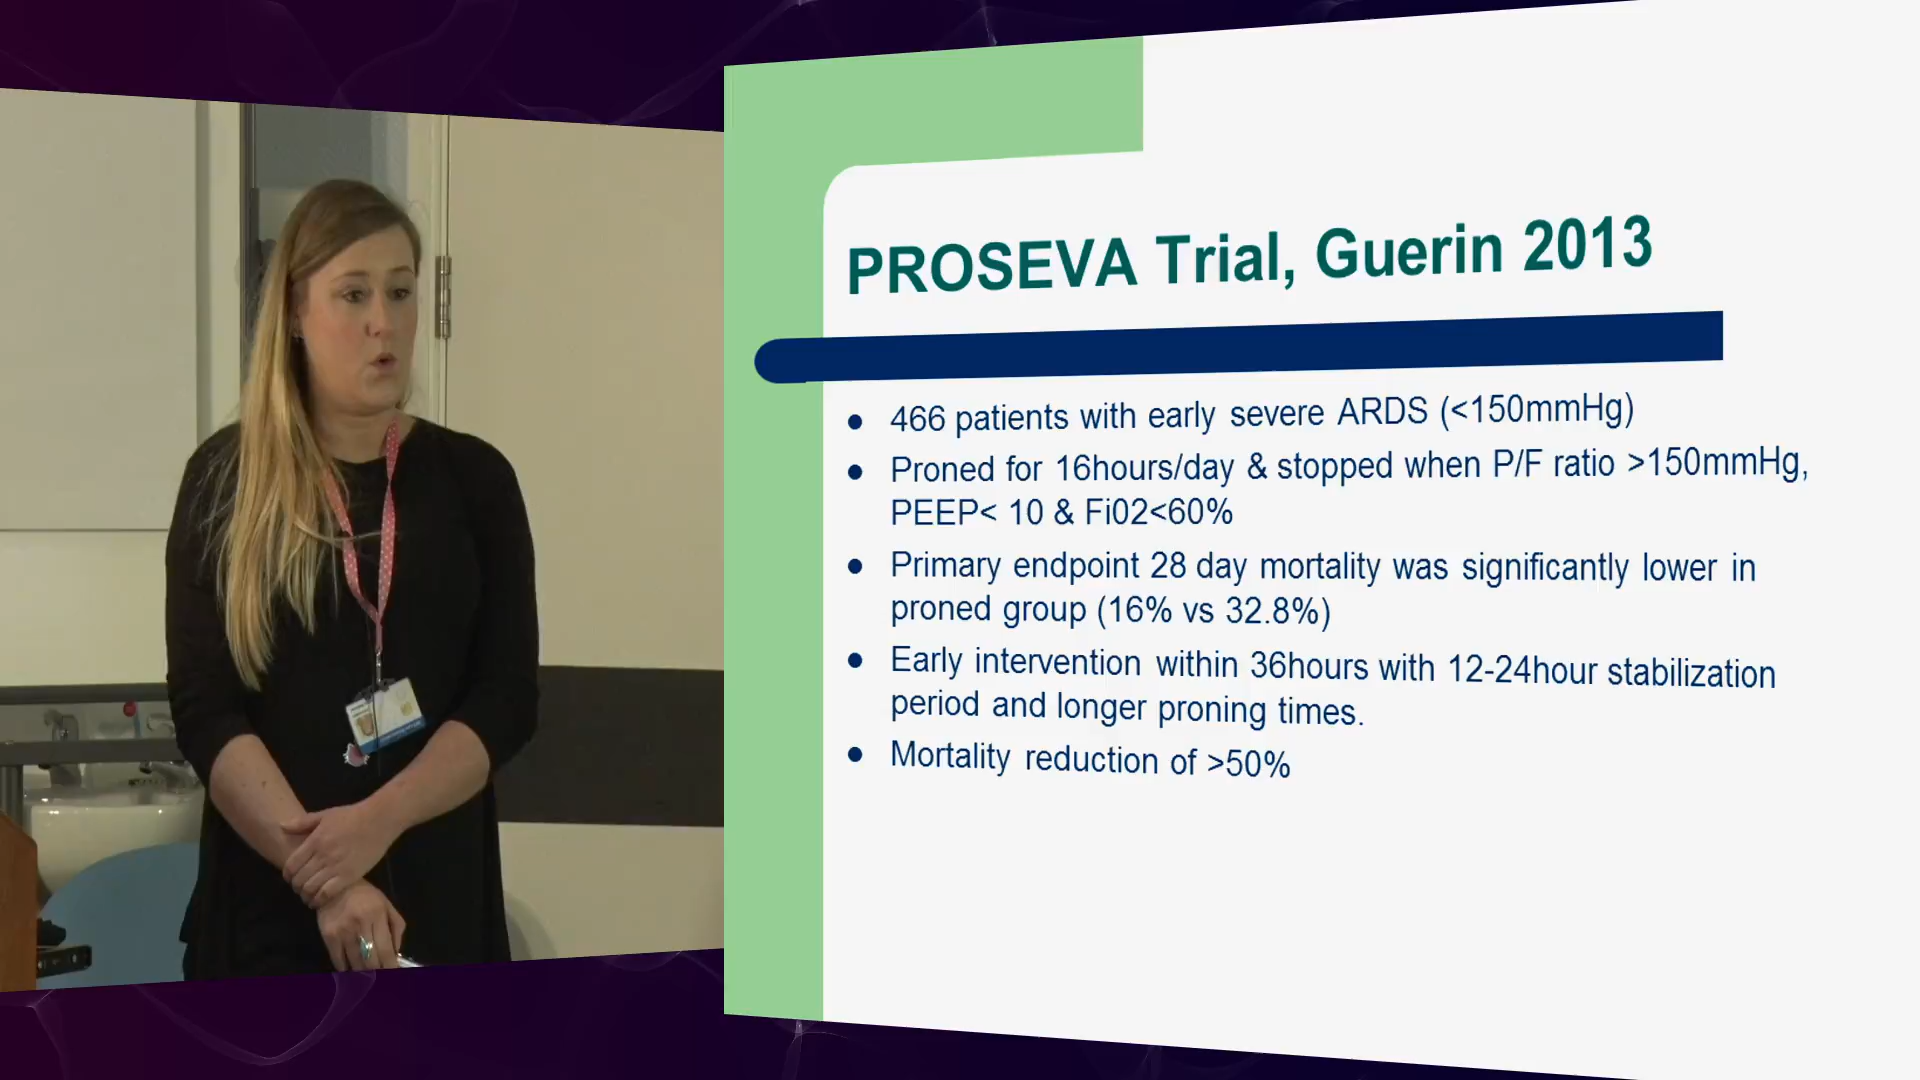 PROSEVA Trial, Guerin 2013
● 466 patients with early severe ARDS (<150mmHg)
● Proned for 16hours/day & stopped when P/F ratio >150mmHg,
PEEP< 10 & Fi02<60%
● Primary endpoint 28 day mortality was significantly lower in
proned group (16% vs 32.8%)
● Early intervention within 36hours with 12-24hour stabilization
period and longer proning times.
● Mortality reduction of >50%